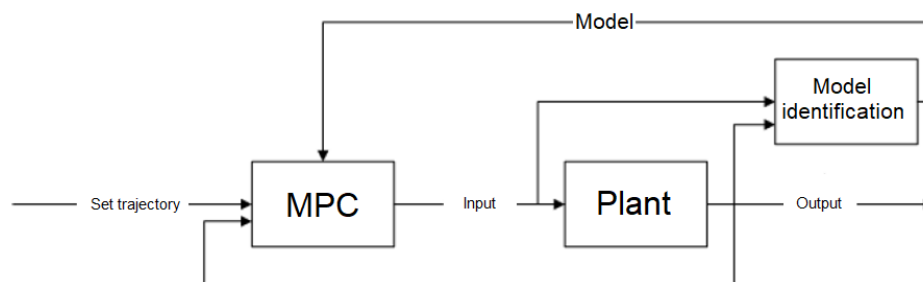 Model
Model
identification
Set trajectory
MPC
Input
Plant
Output